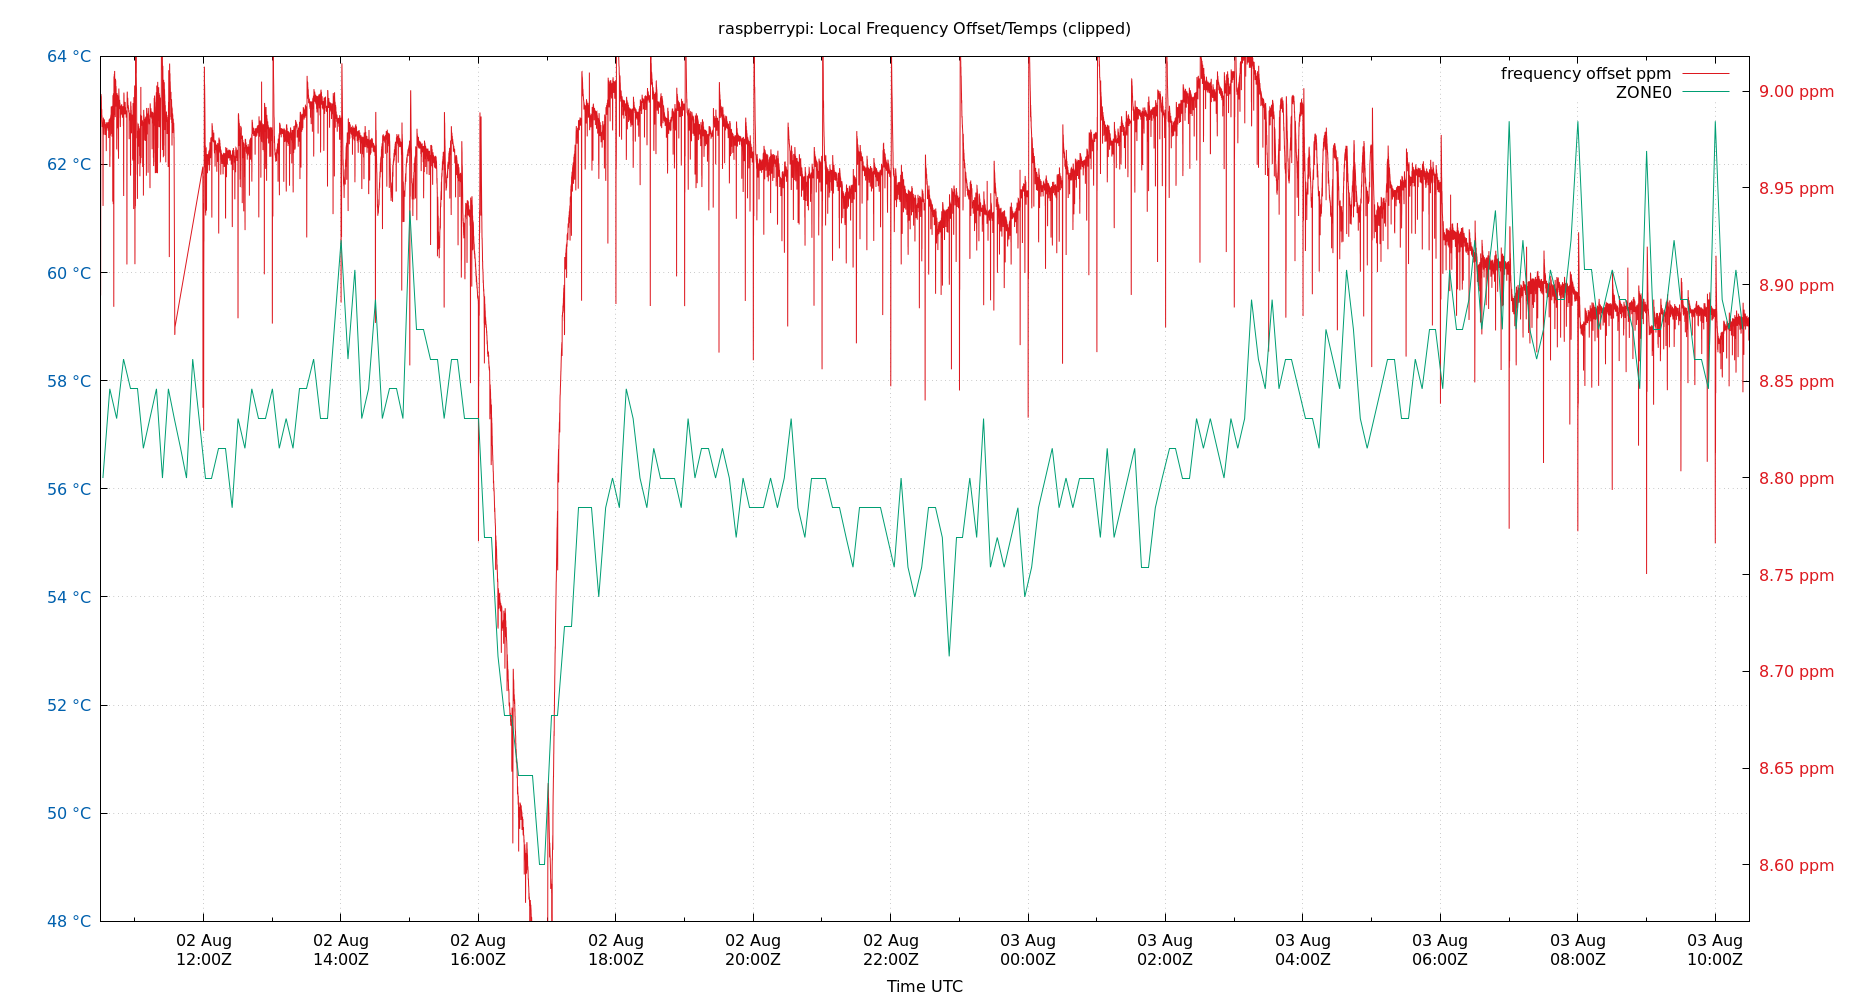 raspberrypi: Local Frequency Offset/Temps (clipped)
frequency offset ppm
ZONE0
64 °C
62 °C
60 °C
58 °C
56 °C
54 °C
52 °C
50 °C
48 °C
9.00 ppm
8.95 ppm
8.90 ppm
8.85 ppm
8.80 ppm
8.75 ppm
8.70 ppm
8.65 ppm
8.60 ppm
02 Aug 02 Aug 02 Aug 02 Aug 02 Aug 02 Aug 03 Aug 03 Aug 03 Aug 03 Aug 03 Aug 03 Aug
12:00Z 14:00Z 16:00Z 18:00Z 20:00Z 22:00Z 00:00Z 02:00Z 04:00Z 06:00Z 08:00Z 10:00Z
Time UTC